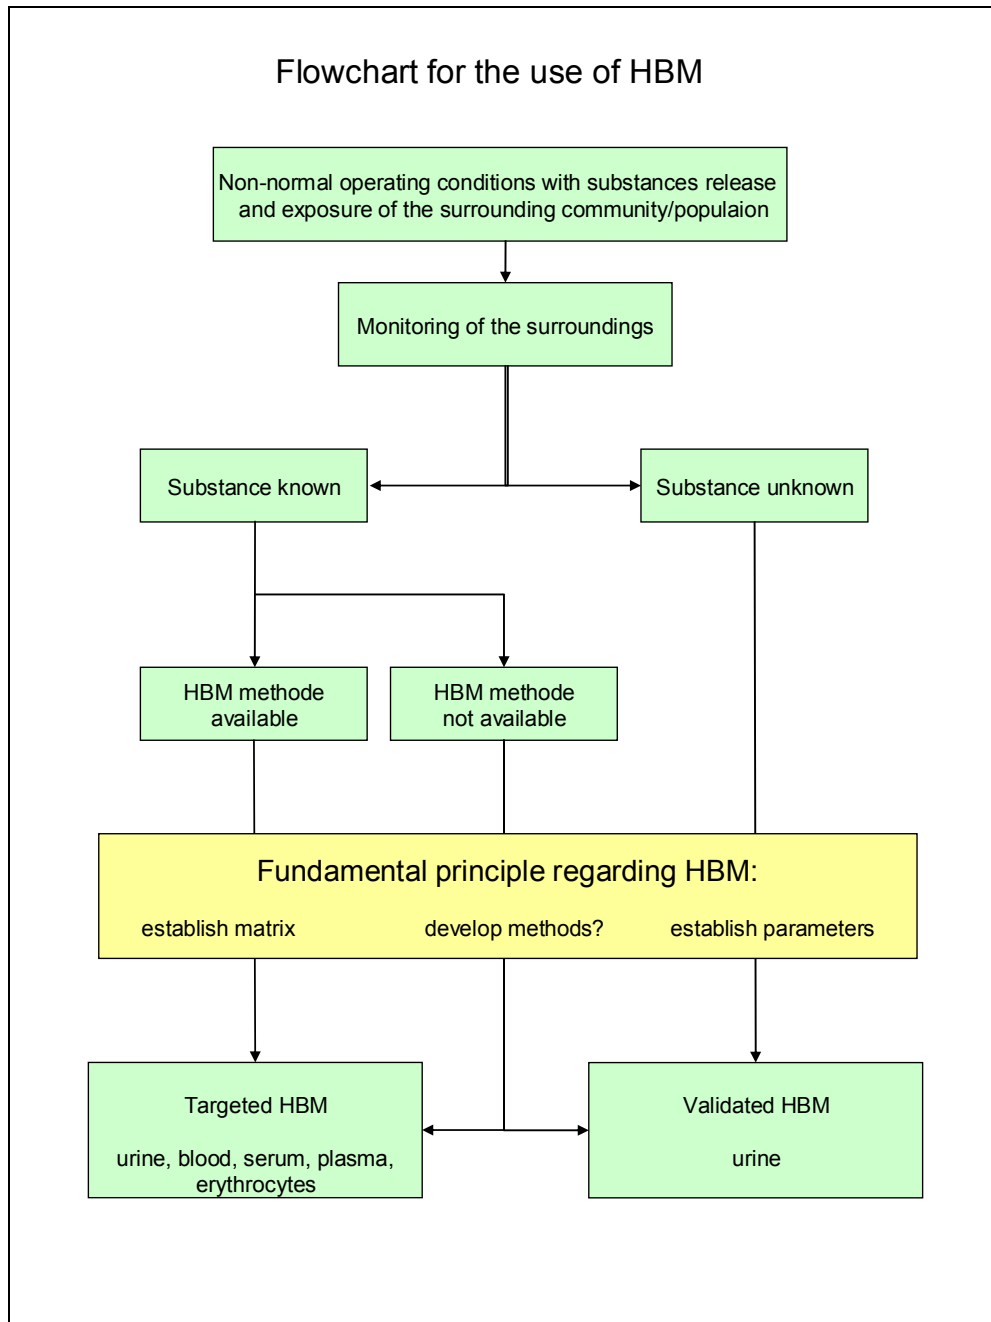 Flowchart for the use of HBM
Non-normal operating conditions with substances release
and exposure of the surrounding community/populaion
Monitoring of the surroundings
Substance known
Substance unknown
HBM methode
available
HBM methode
not available
Fundamental principle regarding HBM:
establish matrix
develop methods?
establish parameters
Targeted HBM
urine, blood, serum, plasma,
erythrocytes
Validated HBM
urine